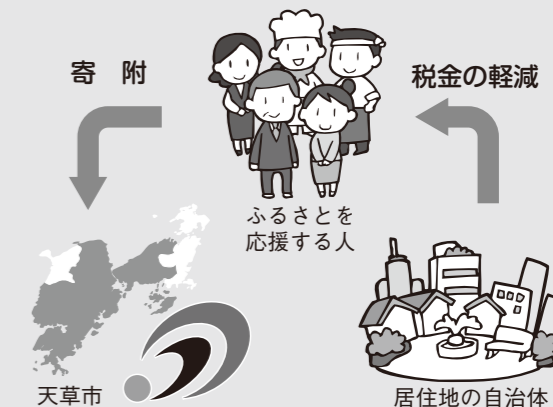 寄 附
税金の軽減
ふるさとを
応援する人
天草市
居住地の自治体